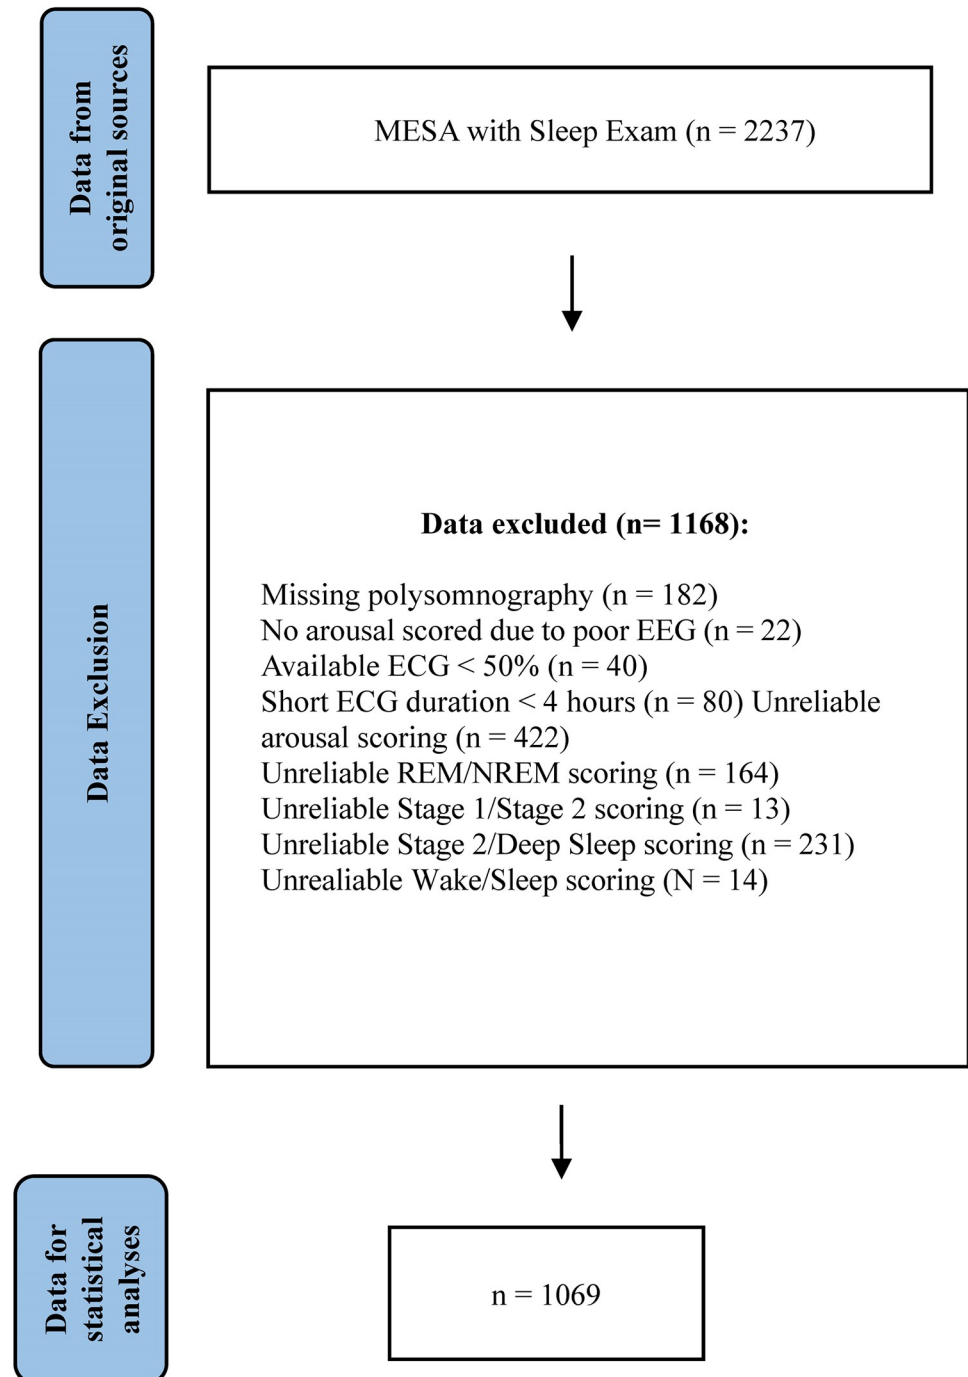 Data from
original sources
MESA with Sleep Exam (n = 2237)
Data Exclusion
Data excluded (n= 1168):
Missing polysomnography (n = 182)
No arousal scored due to poor EEG (n = 22)
Available ECG < 50% (n = 40)
Short ECG duration < 4 hours (n = 80) Unreliable
arousal scoring (n = 422)
Unreliable REM/NREM scoring (n = 164)
Unreliable Stage 1/Stage 2 scoring (n = 13)
Unreliable Stage 2/Deep Sleep scoring (n = 231)
Unrealiable Wake/Sleep scoring (N = 14)
Data for
statistical
analyses
n = 1069